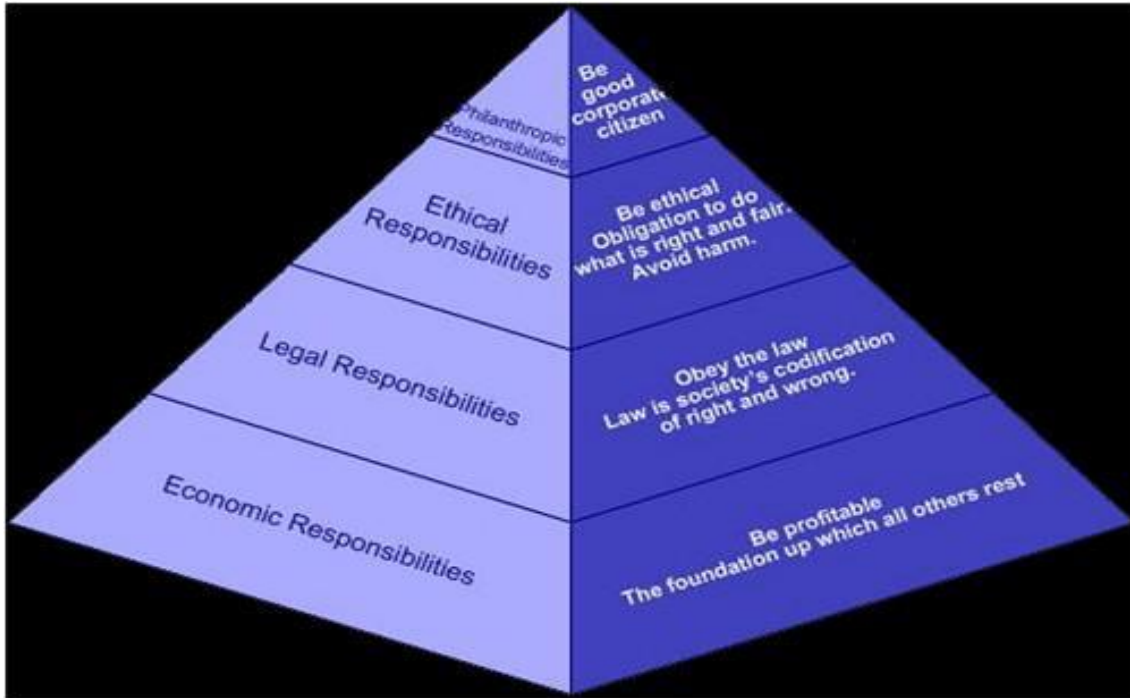 Philanthropic
Responsibilities
Be
good
corporate
citizen
Ethical
Responsibilities
Be ethical
Obligation to do
what is right and fair.
Avoid harm.
Legal Responsibilities
Obey the law
Law is society's codification
of right and wrong.
Economic Responsibilities
Be profitable
The foundation up which all others rest